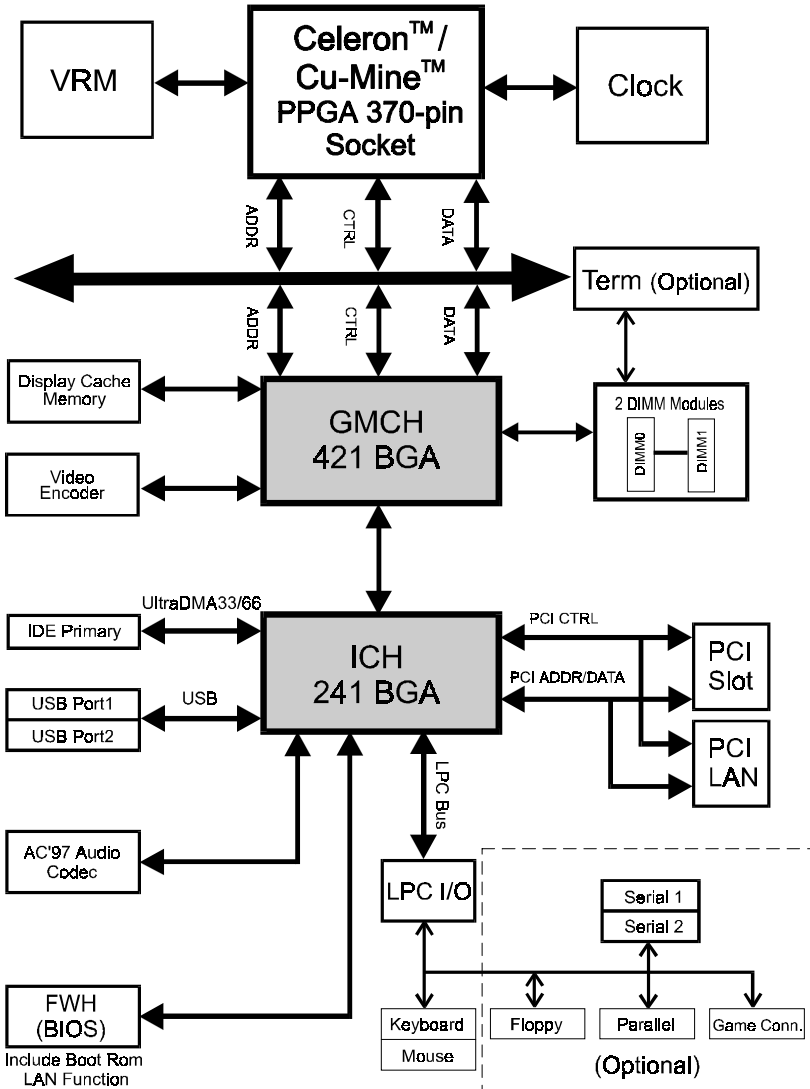 VRM
Celeron™/
Cu-Mine™
PPGA 370-pin
Socket
Clock
ADDR
CTRL
DATA
Term (Optional)
ADDR
CTRL
DATA
Display Cache
Memory
GMCH
421 BGA
2 DIMM Modules
DIMM0
DIMM1
Video
Encoder
UltraDMA33/66
IDE Primary
ICH
241 BGA
PCI CTRL
PCI
Slot
USB Port1
USB Port2
USB
PCI ADDR/DATA
PCI
LAN
LPC Bus
AC'97 Audio
Codec
LPC I/O
Serial 1
Serial 2
FWH
(BIOS)
Include Boot Rom
LAN Function
Keyboard
Mouse
Floppy
Parallel
Game Conn.
(Optional)